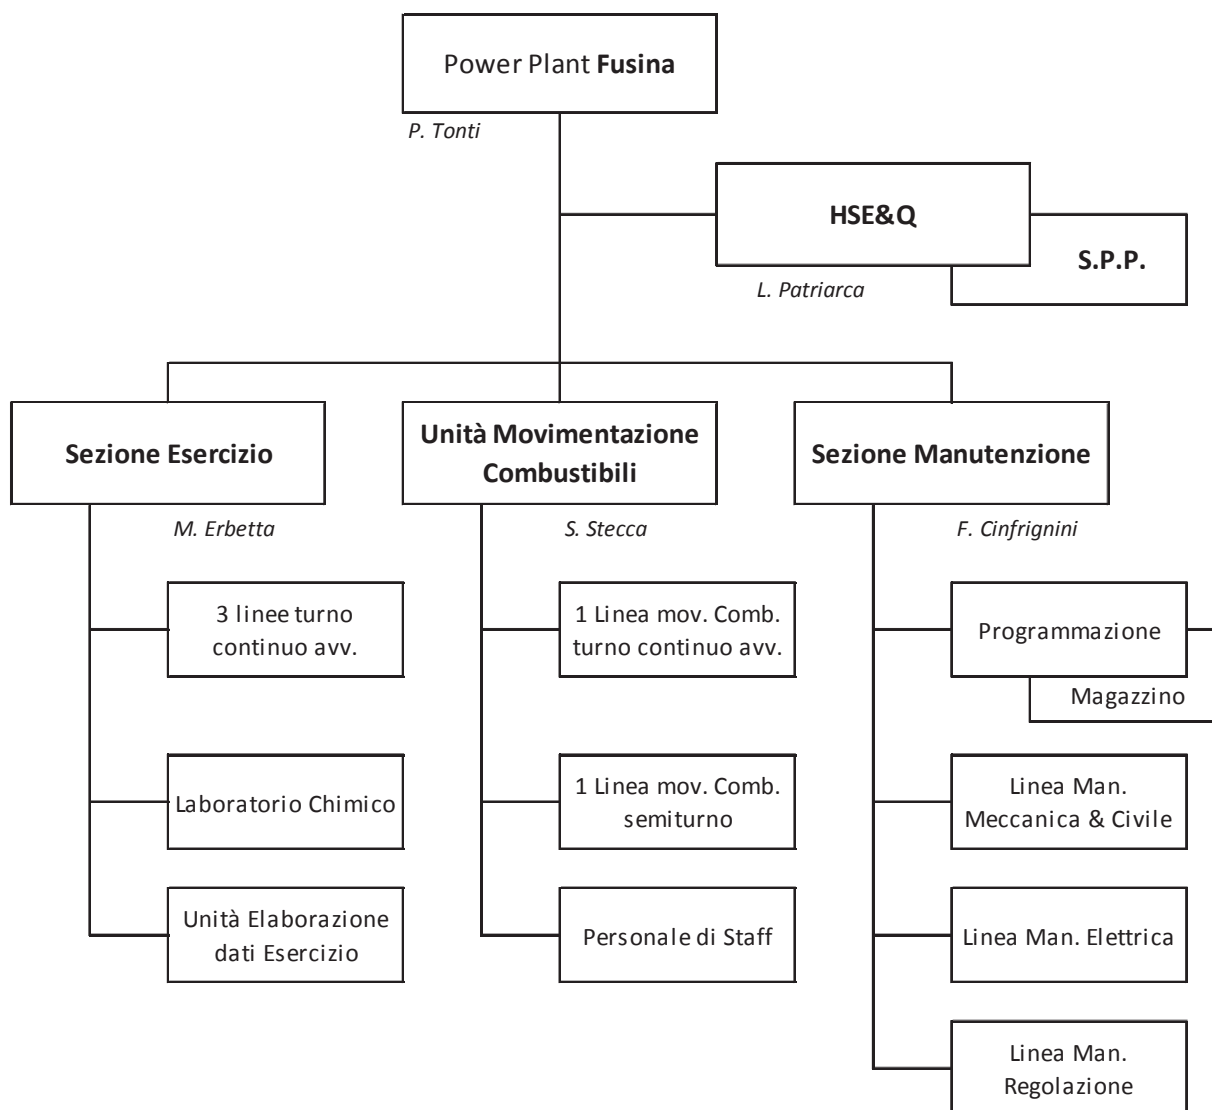 Power Plant Fusina
P. Tonti
HSE&Q
S.P.P.
L. Patriarca
Sezione Esercizio
M. Erbetta
Unità Movimentazione
Combustibili
S. Stecca
Sezione Manutenzione
F. Cinfrignini
3 linee turno
continuo avv.
Laboratorio Chimico
Unità Elaborazione
dati Esercizio
1 Linea mov. Comb.
turno continuo avv.
1 Linea mov. Comb.
semiturno
Personale di Staff
Programmazione
Magazzino
Linea Man.
Meccanica & Civile
Linea Man. Elettrica
Linea Man.
Regolazione